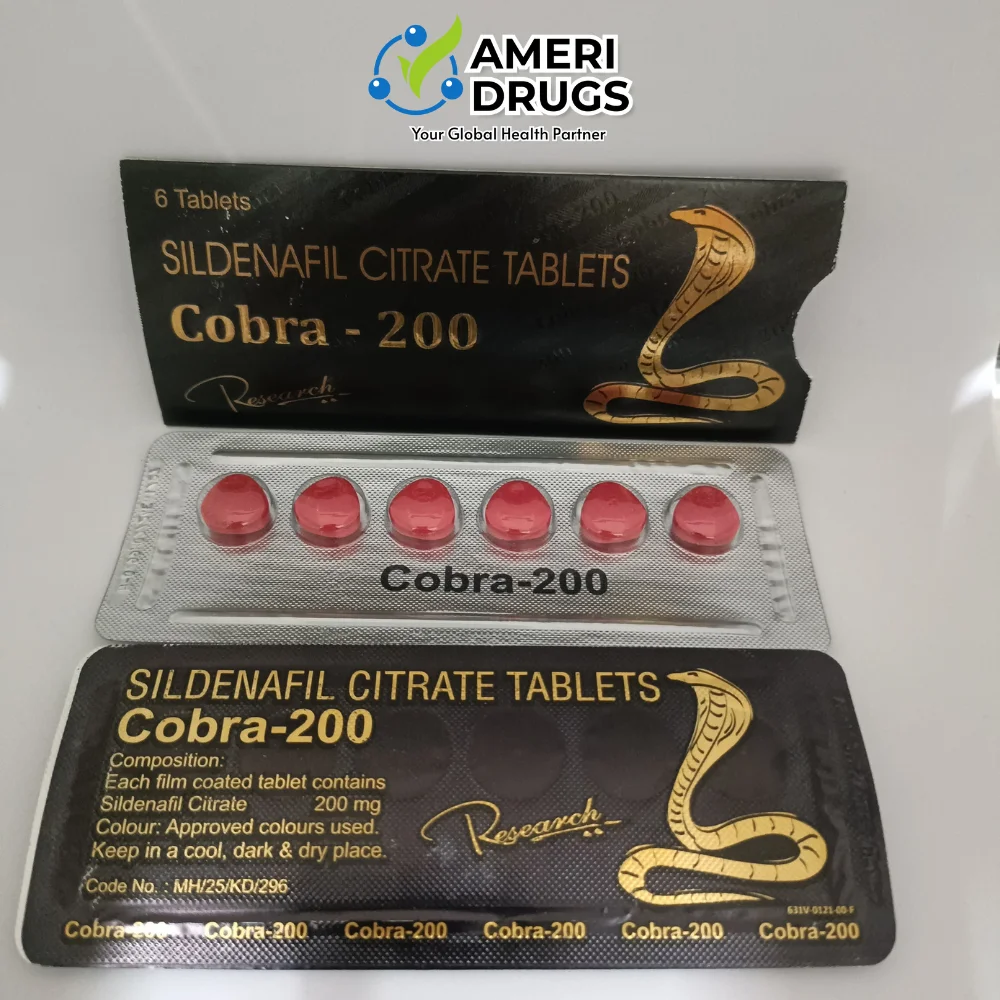 AMERI
DRUGS
Your Global Health Partner
6 Tablets
SILDENAFIL CITRATE TABLETS
Cobra - 200
Research
Cobra-200
SILDENAFIL CITRATE TABLETS
Cobra-200
Composition:
Each film coated tablet contains
Sildenafil Citrate 200 mg
Colour: Approved colours used.
Keep in a cool, dark & dry place.
Research
Code No. : MH/25/KD/296
631V-0121-00-F
Cobra-200 Cobra-200 Cobra-200 Cobra-200 Cobra-200 Cobra-200